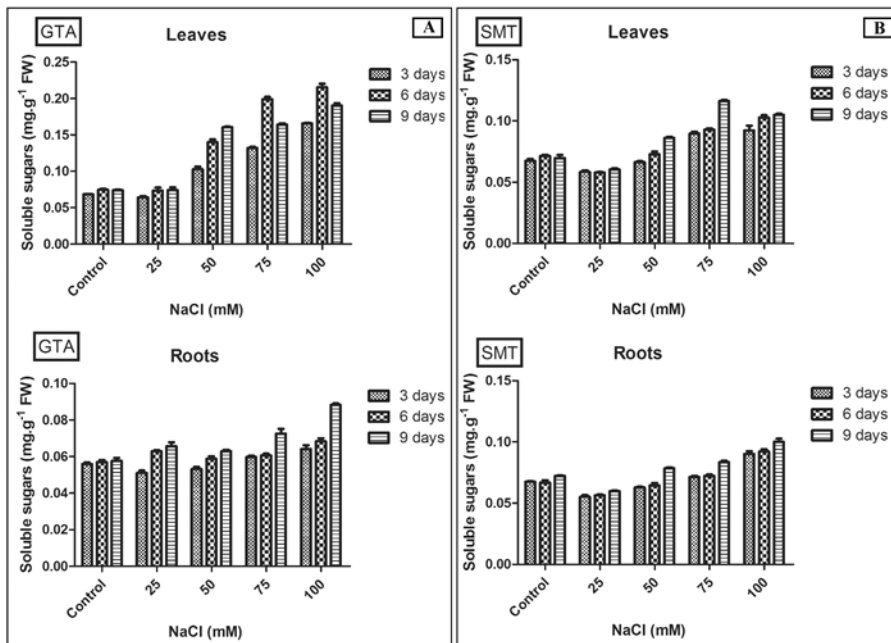 GTA
Leaves
A
Soluble sugars (mg.g⁻¹ FW)
0.25
0.20
0.15
0.10
0.05
0.00
Control
25
50
75
100
NaCl (mM)
3 days
6 days
9 days
GTA
Roots
Soluble sugars (mg.g⁻¹ FW)
0.10
0.08
0.06
0.04
0.02
0.00
Control
25
50
75
100
NaCl (mM)
3 days
6 days
9 days
SMT
Leaves
B
Soluble sugars (mg.g⁻¹ FW)
0.15
0.10
0.05
0.00
Control
25
50
75
100
NaCl (mM)
3 days
6 days
9 days
SMT
Roots
Soluble sugars (mg.g⁻¹ FW)
0.15
0.10
0.05
0.00
Control
25
50
75
100
NaCl (mM)
3 days
6 days
9 days